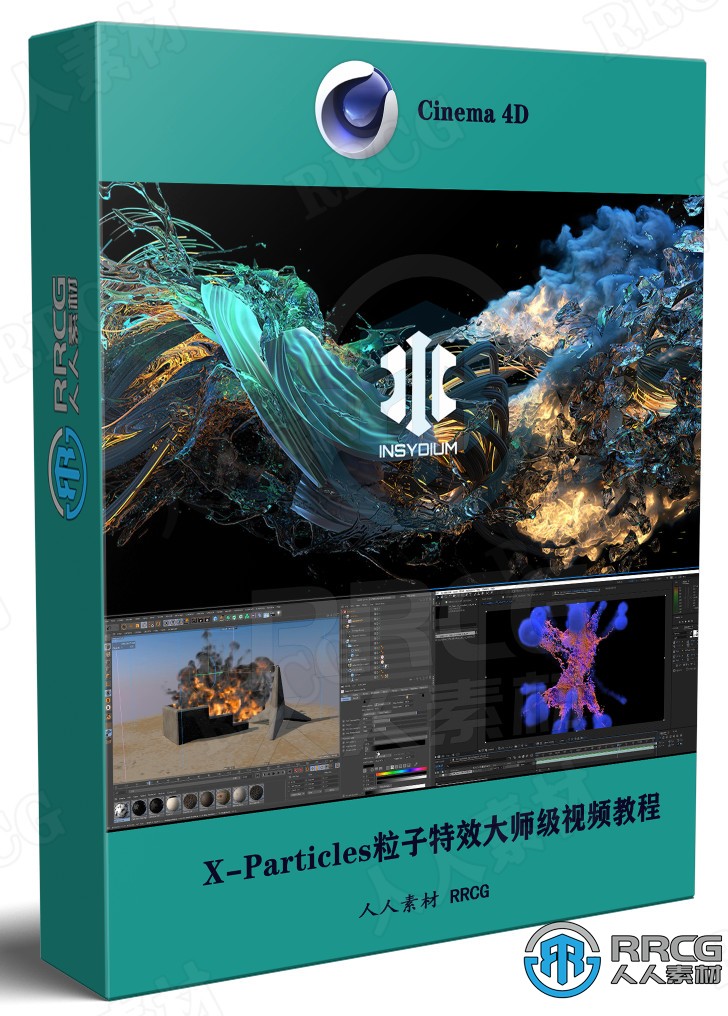 Cinema 4D
INSYDIUM
RRCG
人人素材
X-Particles粒子特效大师级视频教程
人人素材 RRCG
RRCG
人人素材